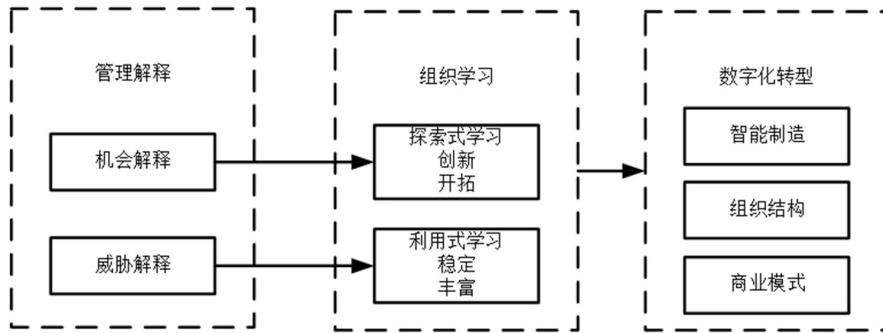 管理解释
机会解释
威胁解释
组织学习
探索式学习
创新
开拓
利用式学习
稳定
丰富
数字化转型
智能制造
组织结构
商业模式